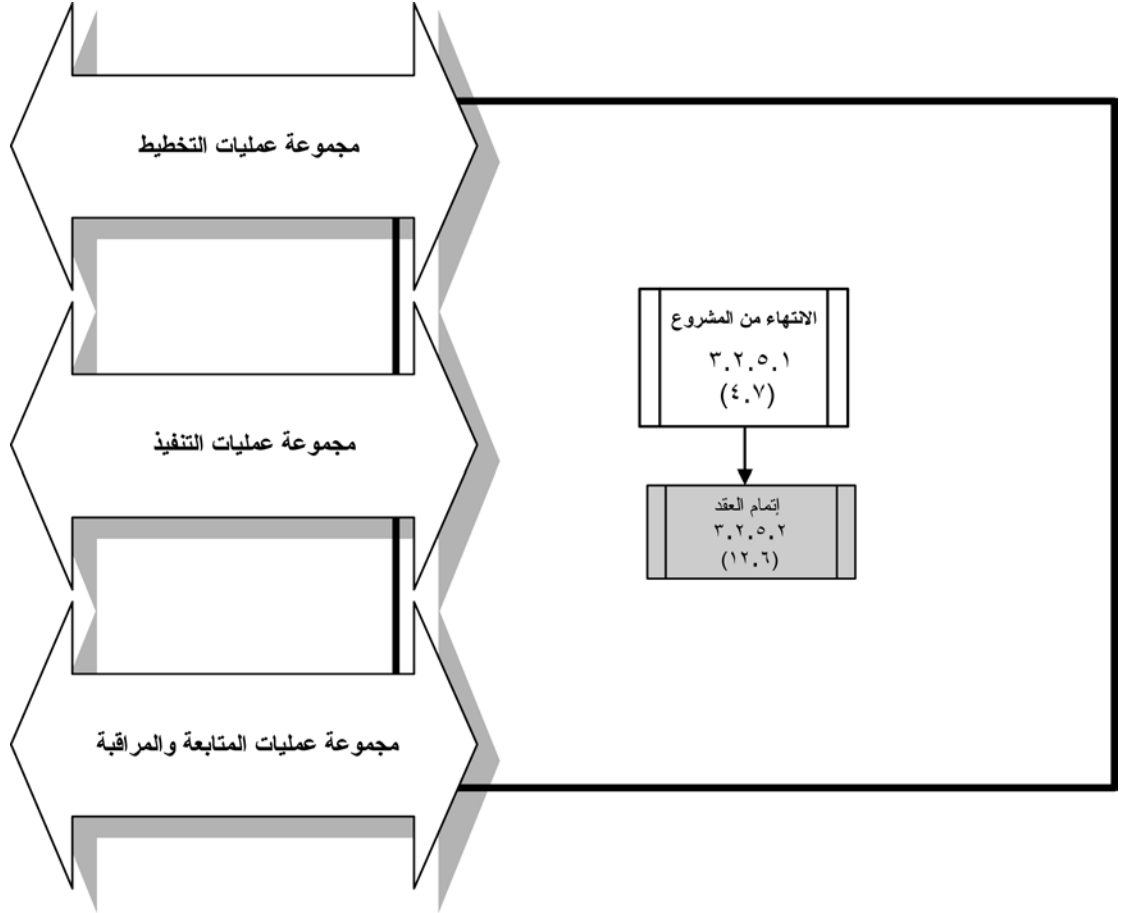 مجموعة عمليات التخطيط
الانتهاء من المشروع
٣.٢.٥.١
(٤.٧)
مجموعة عمليات التنفيذ
إتمام العقد
٣.٢.٥.٢
(١٢.٦)
مجموعة عمليات المتابعة والمراقبة